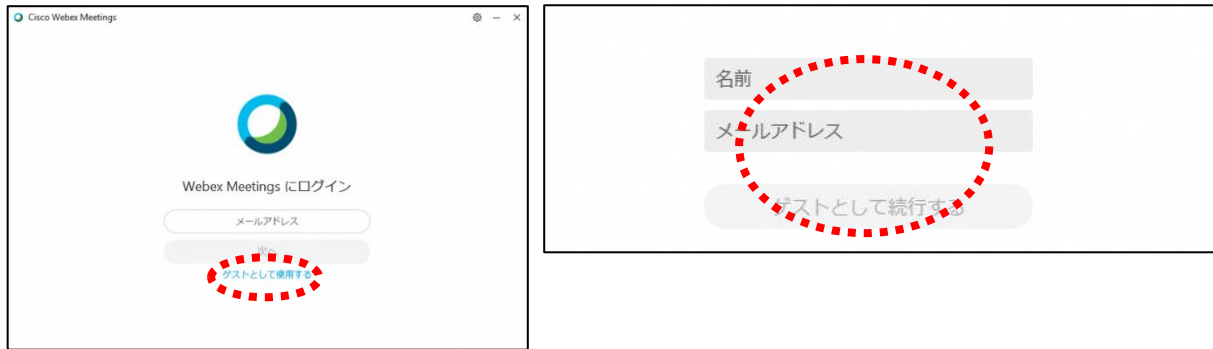 Cisco Webex Meetings
Webex Meetings にログイン
メールアドレス
次へ
ゲストとして使用する
名前
メールアドレス
ゲストとして続行する